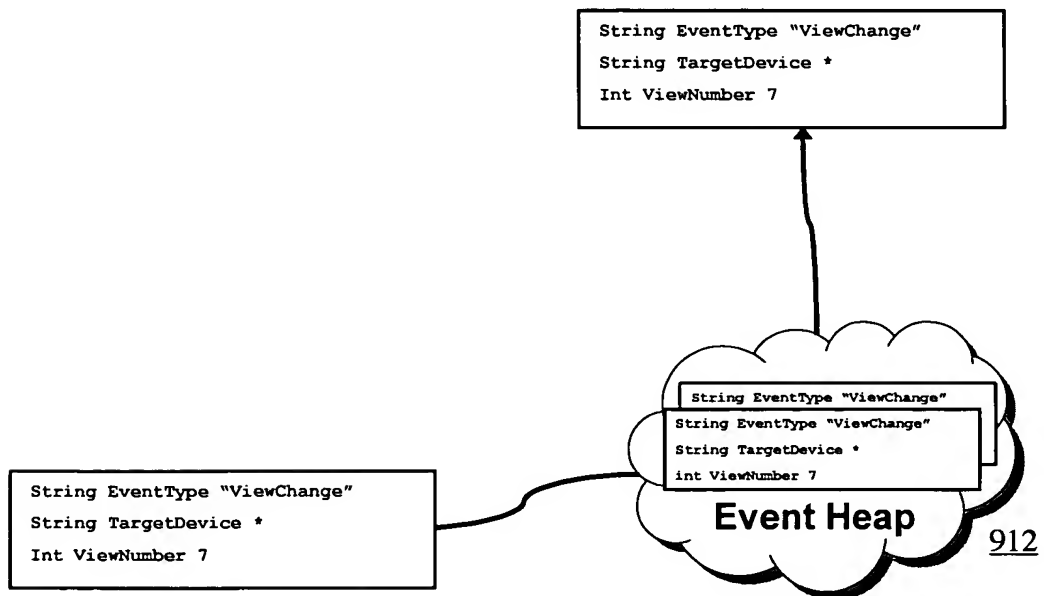 String EventType "ViewChange"
String TargetDevice *
Int ViewNumber 7
String EventType "ViewChange"
String EventType "ViewChange"
String TargetDevice *
int ViewNumber 7
Event Heap
912
String EventType "ViewChange"
String TargetDevice *
Int ViewNumber 7